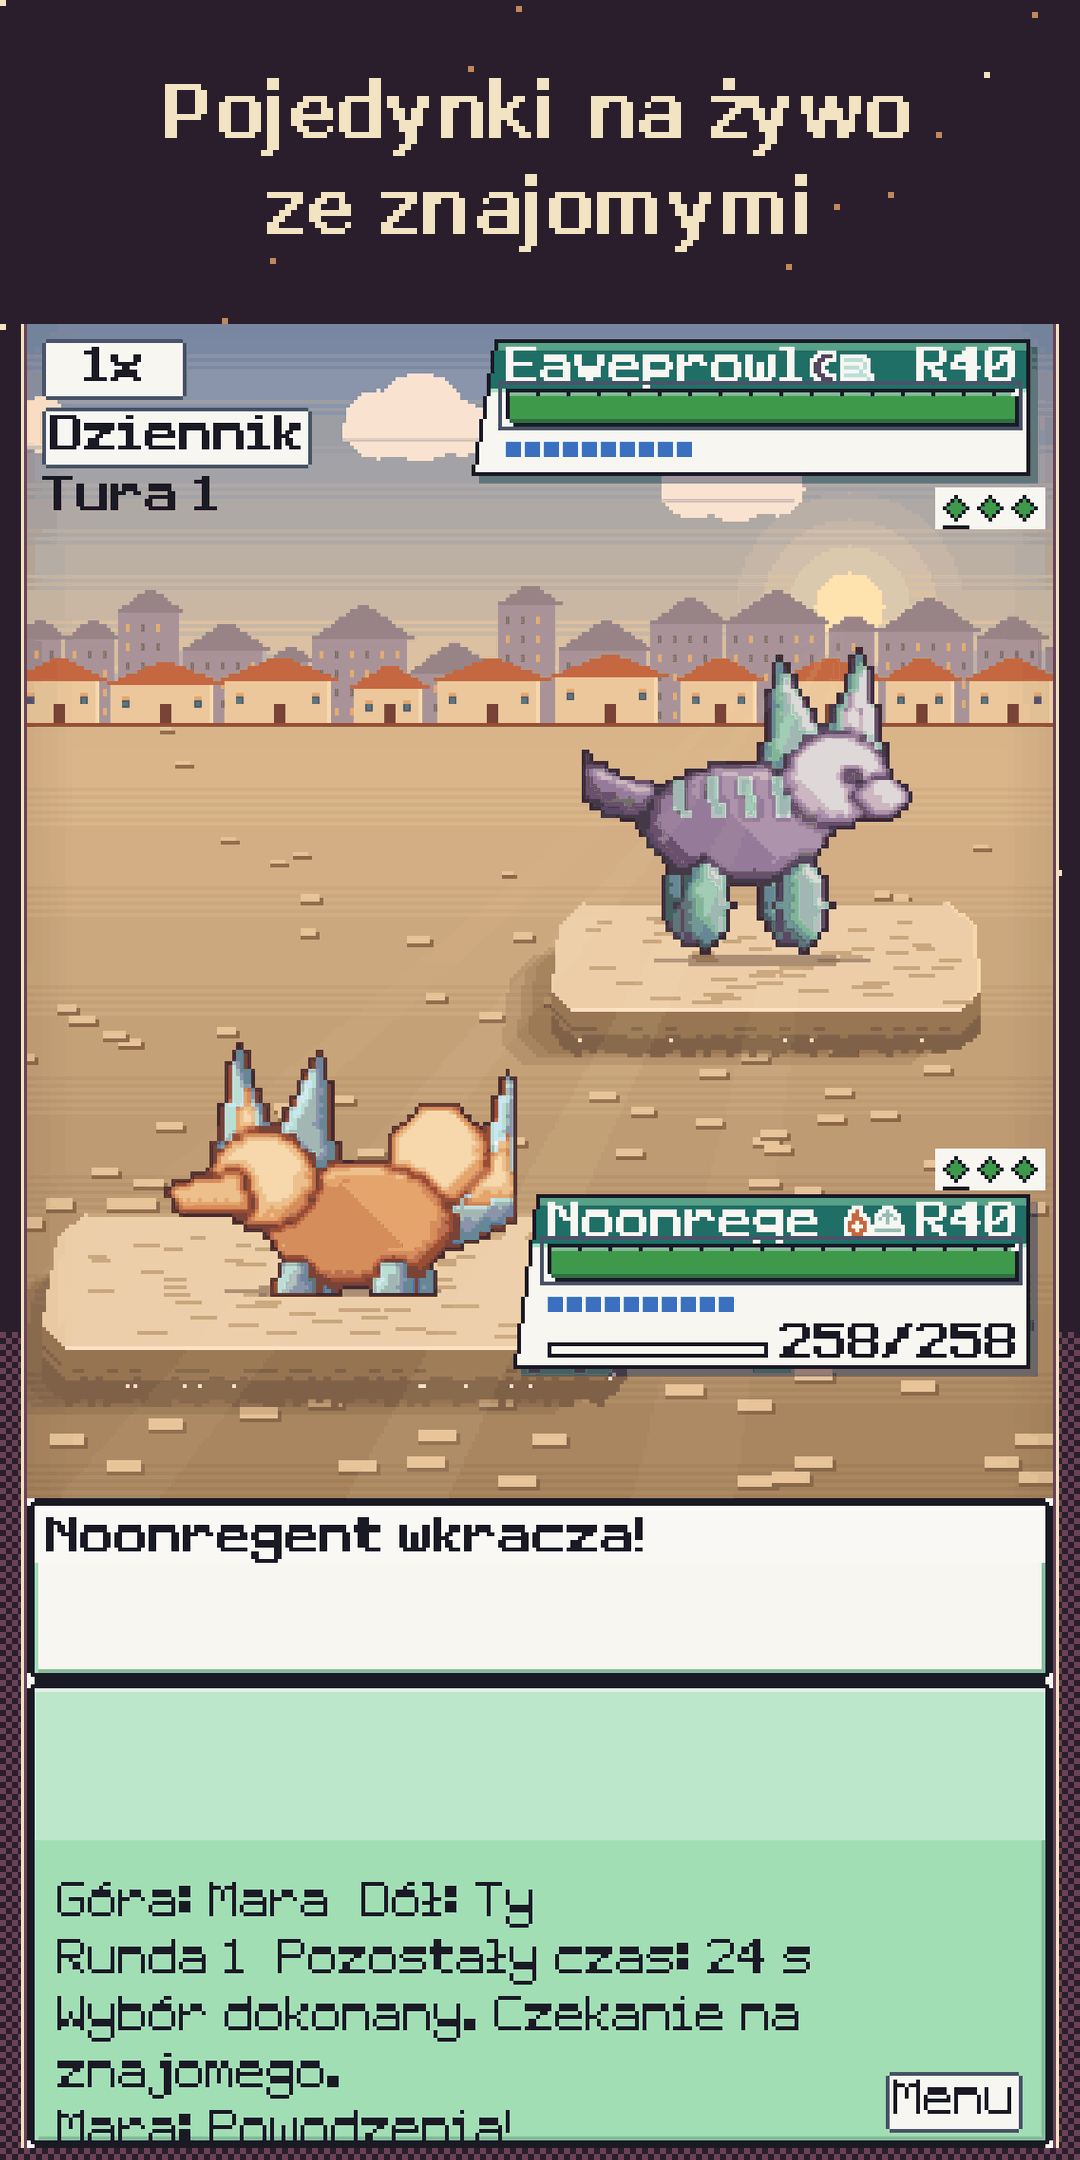 Pojedynki na żywo
ze znajomymi
1x
Eaveprowl R40
Dziennik
Tura 1
Noonrege R40
258/258
Noonregent wkracza!
Góra: Mara Dół: Ty
Runda 1 Pozostały czas: 24 s
Wybór dokonany. Czekanie na
znajomego.
Mara: Powodzenia!
Menu